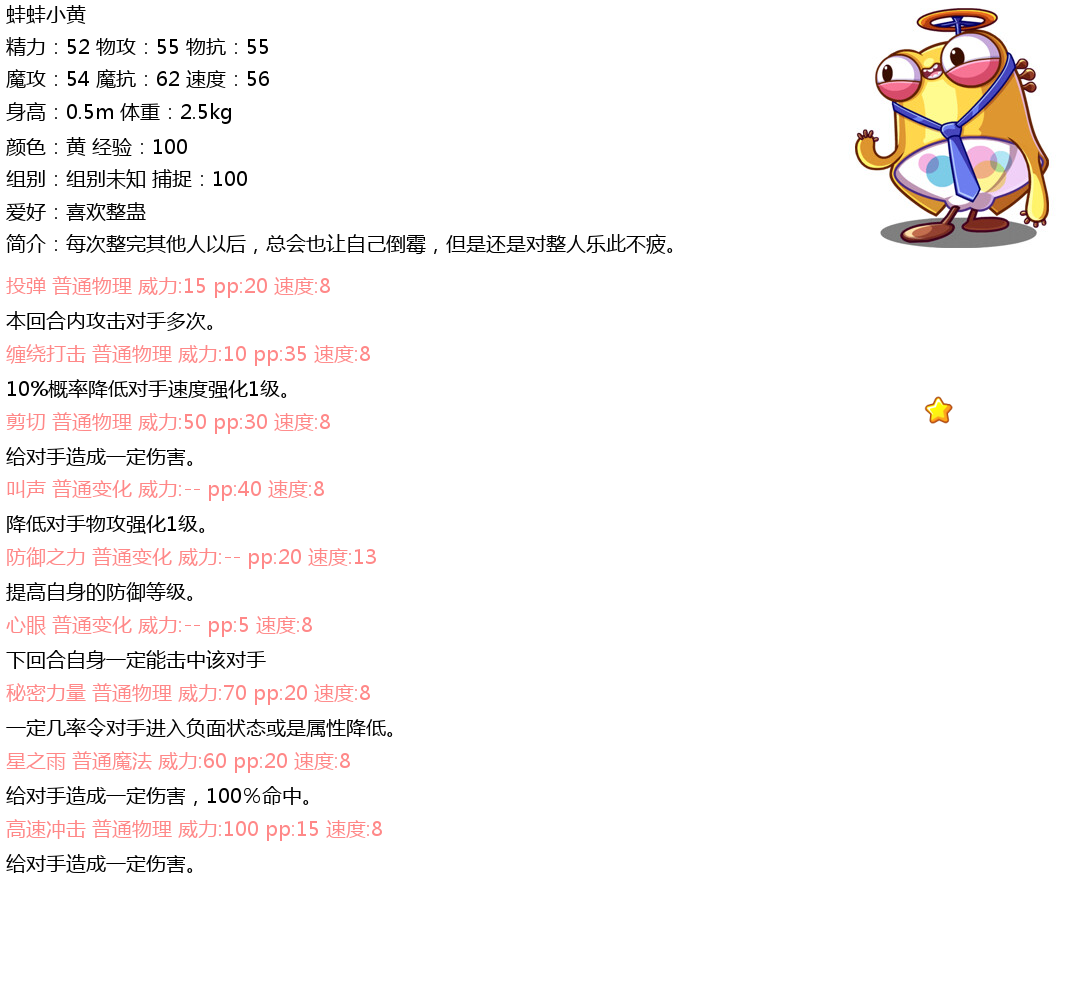 蚌蚌小黄
精力：52 物攻：55 物抗：55
魔攻：54 魔抗：62 速度：56
身高：0.5m 体重：2.5kg
颜色：黄 经验：100
组别：组别未知 捕捉：100
爱好：喜欢整蛊
简介：每次整完其他人以后，总会也让自己倒霉，但是还是对整人乐此不疲。
投弹 普通物理 威力:15 pp:20 速度:8
本回合内攻击对手多次。
缠绕打击 普通物理 威力:10 pp:35 速度:8
10%概率降低对手速度强化1级。
剪切 普通物理 威力:50 pp:30 速度:8
给对手造成一定伤害。
叫声 普通变化 威力:-- pp:40 速度:8
降低对手物攻强化1级。
防御之力 普通变化 威力:-- pp:20 速度:13
提高自身的防御等级。
心眼 普通变化 威力:-- pp:5 速度:8
下回合自身一定能击中该对手
秘密力量 普通物理 威力:70 pp:20 速度:8
一定几率令对手进入负面状态或是属性降低。
星之雨 普通魔法 威力:60 pp:20 速度:8
给对手造成一定伤害，100%命中。
高速冲击 普通物理 威力:100 pp:15 速度:8
给对手造成一定伤害。